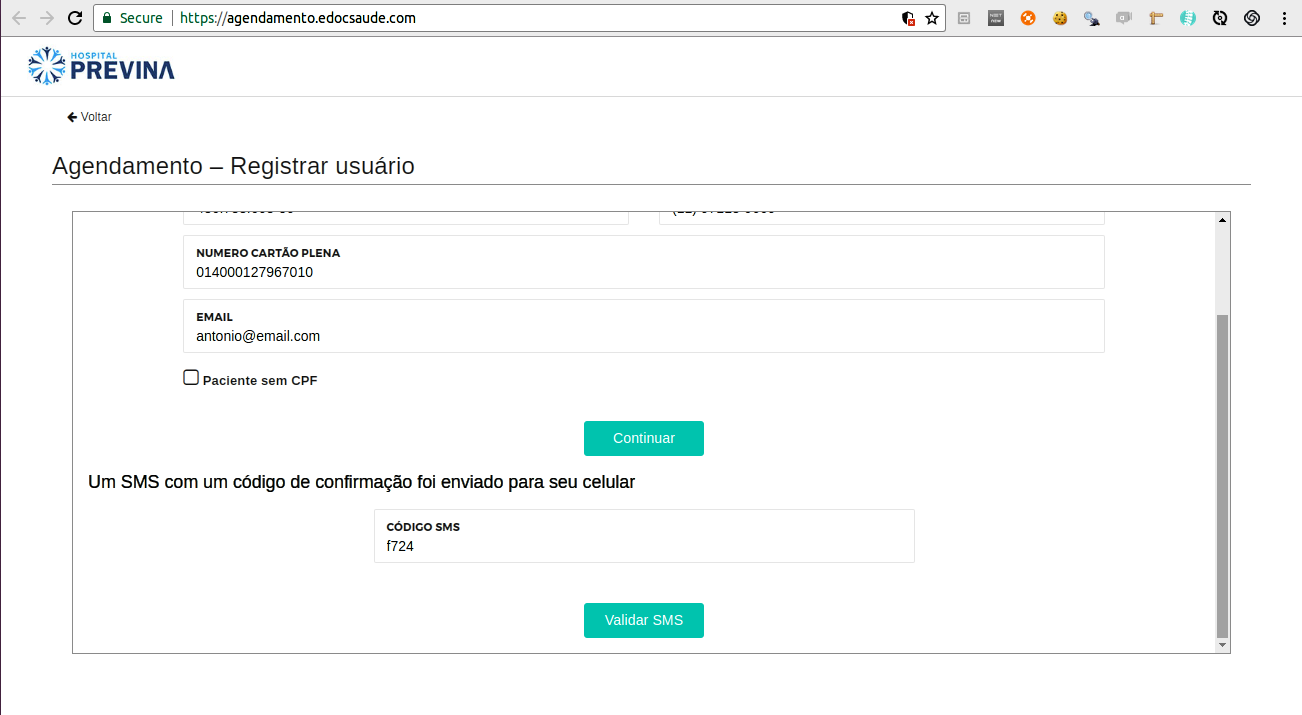 Secure
https://agendamento.edocsaude.com
HOSPITAL
PREVINA
Voltar
Agendamento – Registrar usuário
NUMERO CARTÃO PLENA
014000127967010
EMAIL
antonio@email.com
Paciente sem CPF
Continuar
Um SMS com um código de confirmação foi enviado para seu celular
CÓDIGO SMS
f724
Validar SMS